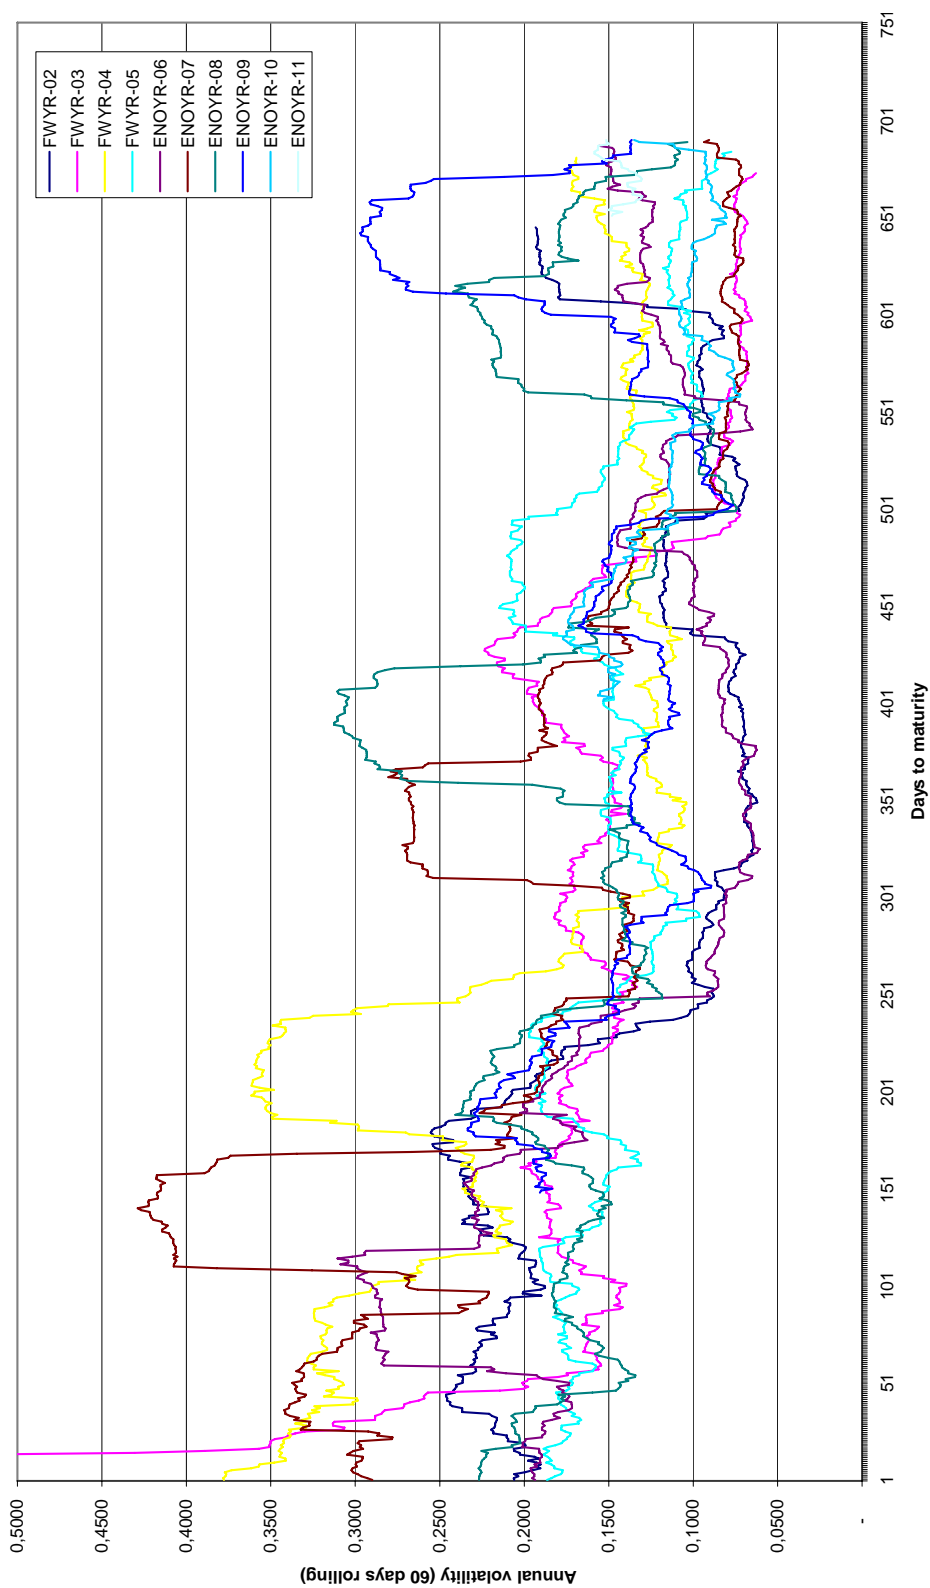 FWYR-02
FWYR-03
FWYR-04
FWYR-05
ENOYR-06
ENOYR-07
ENOYR-08
ENOYR-09
ENOYR-10
ENOYR-11
Annual volatility (60 days rolling)
0,5000
0,4500
0,4000
0,3500
0,3000
0,2500
0,2000
0,1500
0,1000
0,0500
-
1
51
101
151
201
251
301
351
401
451
501
551
601
651
701
751
Days to maturity